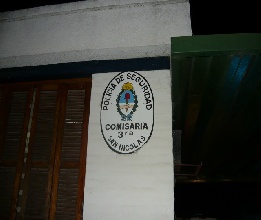 POLICIA DE SEGURIDAD
COMISARIA
3ra
SAN NICOLAS